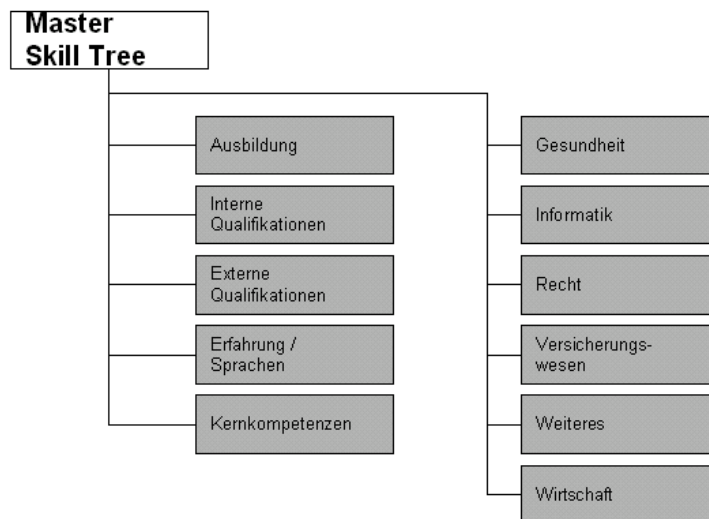 Master
Skill Tree
Ausbildung
Interne
Qualifikationen
Externe
Qualifikationen
Erfahrung /
Sprachen
Kernkompetenzen
Gesundheit
Informatik
Recht
Versicherungs-
wesen
Weiteres
Wirtschaft